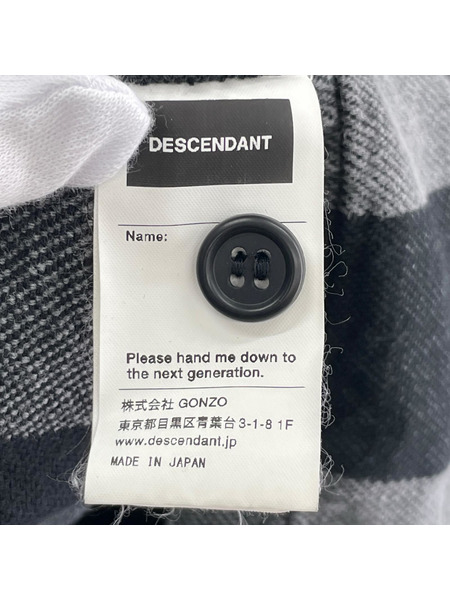 DESCENDANT
Name:
Please hand me down to
the next generation.
株式会社 GONZO
東京都目黒区青葉台3-1-8 1F
www.descendant.jp
MADE IN JAPAN